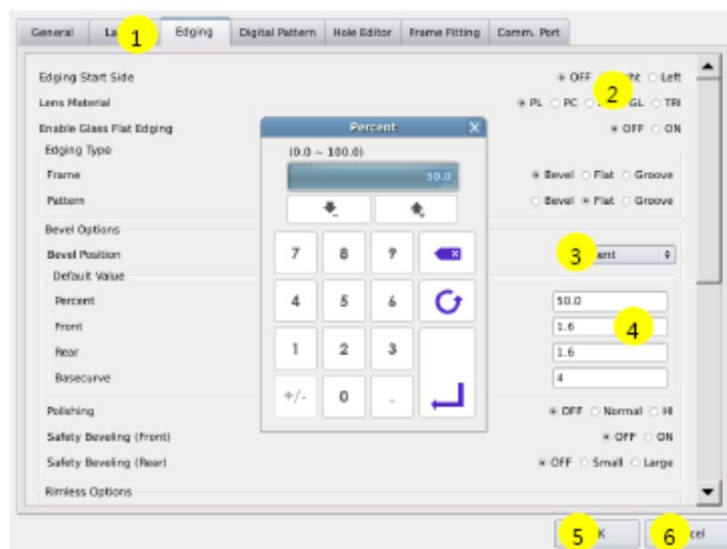 General La 1 Edging Digital Pattern Hole Editor Frame Fitting Comm. Port
Edging Start Side OFF ht Left
2
Lens Material PL PC GL TRI
Enable Glass Flat Edging OFF ON
Edging Type
Frame Bevel Flat Groove
Pattern Bevel Flat Groove
Bevel Options
Bevel Position 3 ent
Default Value
Percent 50.0
Front 1.6 4
Rear 1.6
Basecurve 4
Polishing OFF Normal HI
Safety Beveling (Front) OFF ON
Safety Beveling (Rear) OFF Small Large
Rimless Options
Percent
(0.0 ~ 100.0)
50.0
7 8 9
4 5 6
1 2 3
+/- 0 .
5 K 6 cel